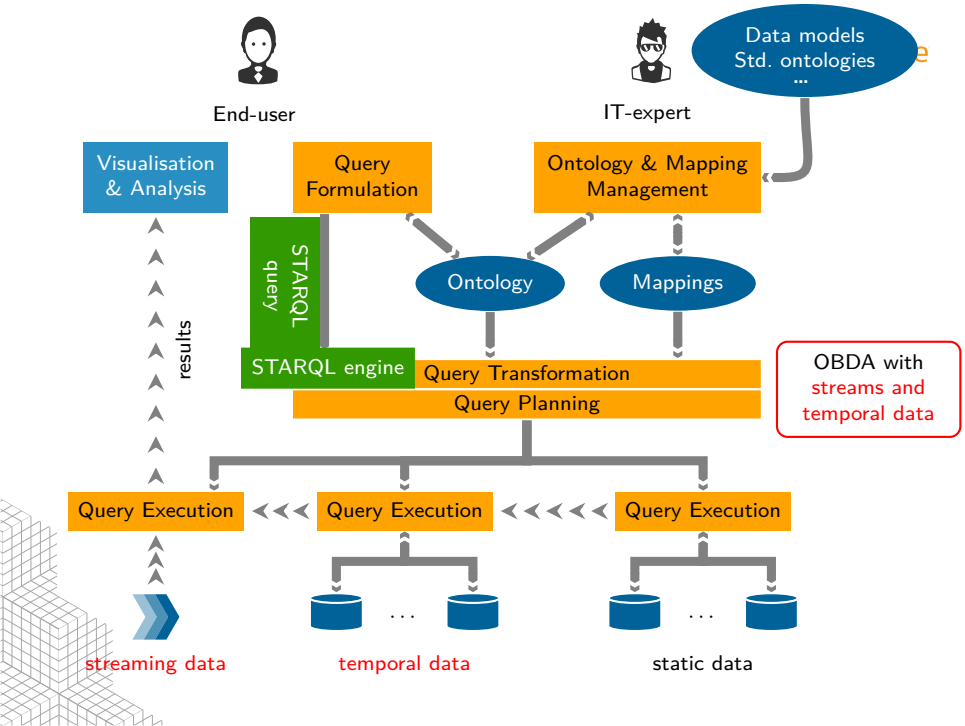 Data models
Std. ontologies
...
e
End-user
IT-expert
Visualisation
& Analysis
Query
Formulation
Ontology & Mapping
Management
STARQL
query
Ontology
Mappings
results
STARQL engine
Query Transformation
Query Planning
OBDA with
streams and
temporal data
Query Execution
Query Execution
Query Execution
...
...
streaming data
temporal data
static data